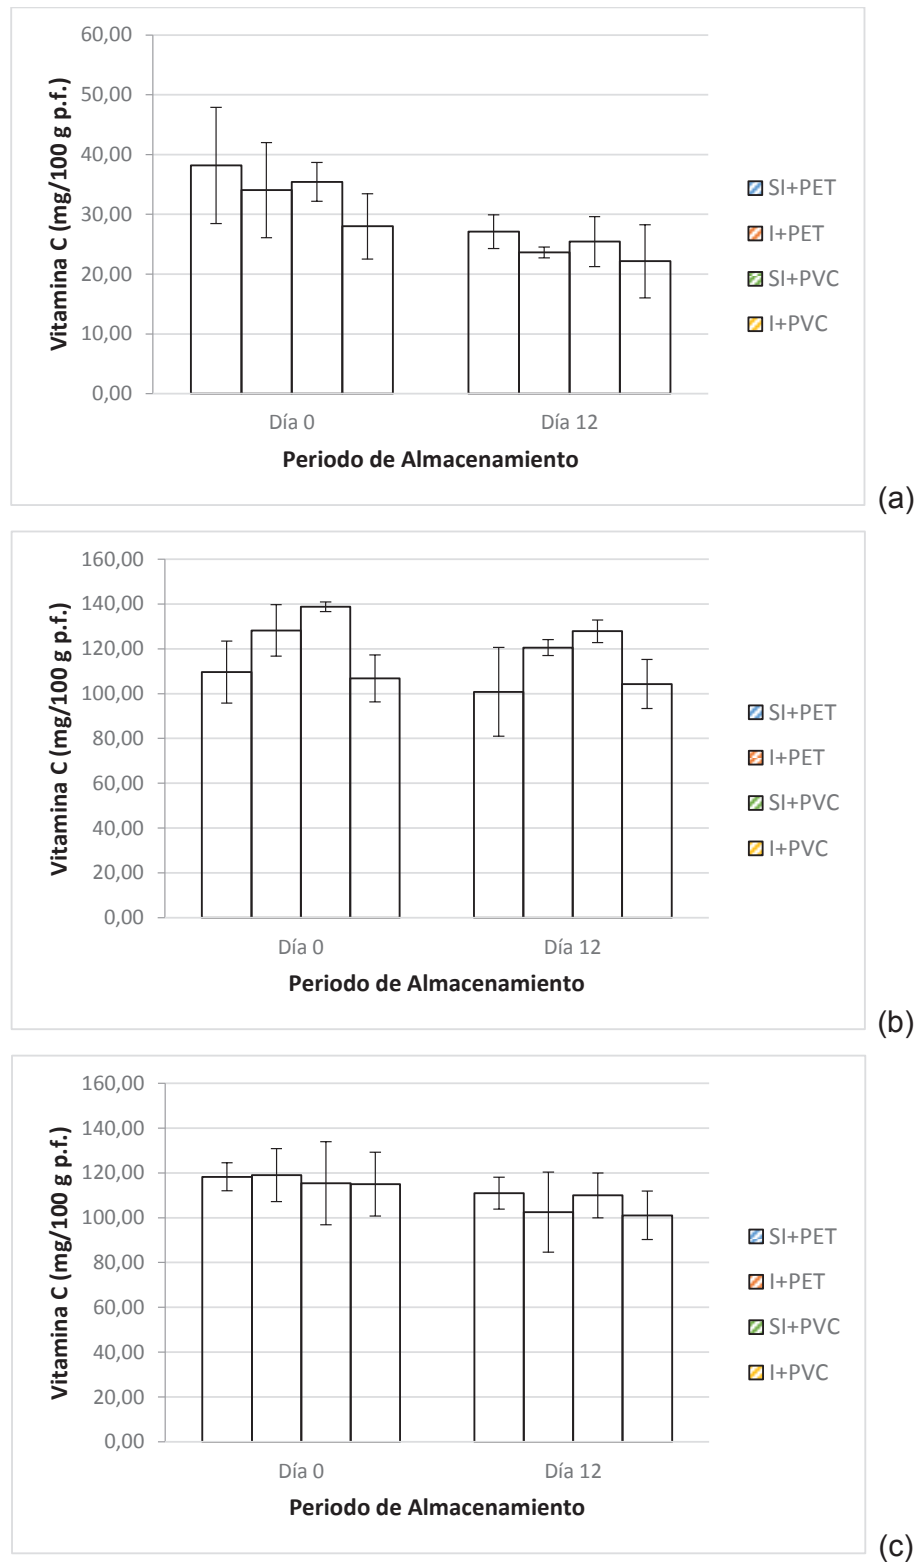 60,00
50,00
40,00
30,00
20,00
10,00
0,00
Vitamina C (mg/100 g p.f.)
Día 0
Día 12
Periodo de Almacenamiento
SI+PET
I+PET
SI+PVC
I+PVC
(a)
160,00
140,00
120,00
100,00
80,00
60,00
40,00
20,00
0,00
Vitamina C (mg/100 g p.f.)
Día 0
Día 12
Periodo de Almacenamiento
SI+PET
I+PET
SI+PVC
I+PVC
(b)
160,00
140,00
120,00
100,00
80,00
60,00
40,00
20,00
0,00
Vitamina C (mg/100 g p.f.)
Día 0
Día 12
Periodo de Almacenamiento
SI+PET
I+PET
SI+PVC
I+PVC
(c)